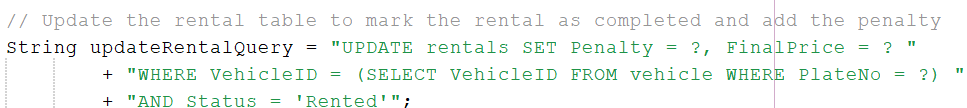 // Update the rental table to mark the rental as completed and add the penalty
String updateRentalQuery = "UPDATE rentals SET Penalty = ?, FinalPrice = ? "
+ "WHERE VehicleID = (SELECT VehicleID FROM vehicle WHERE PlateNo = ?) "
+ "AND Status = 'Rented'";